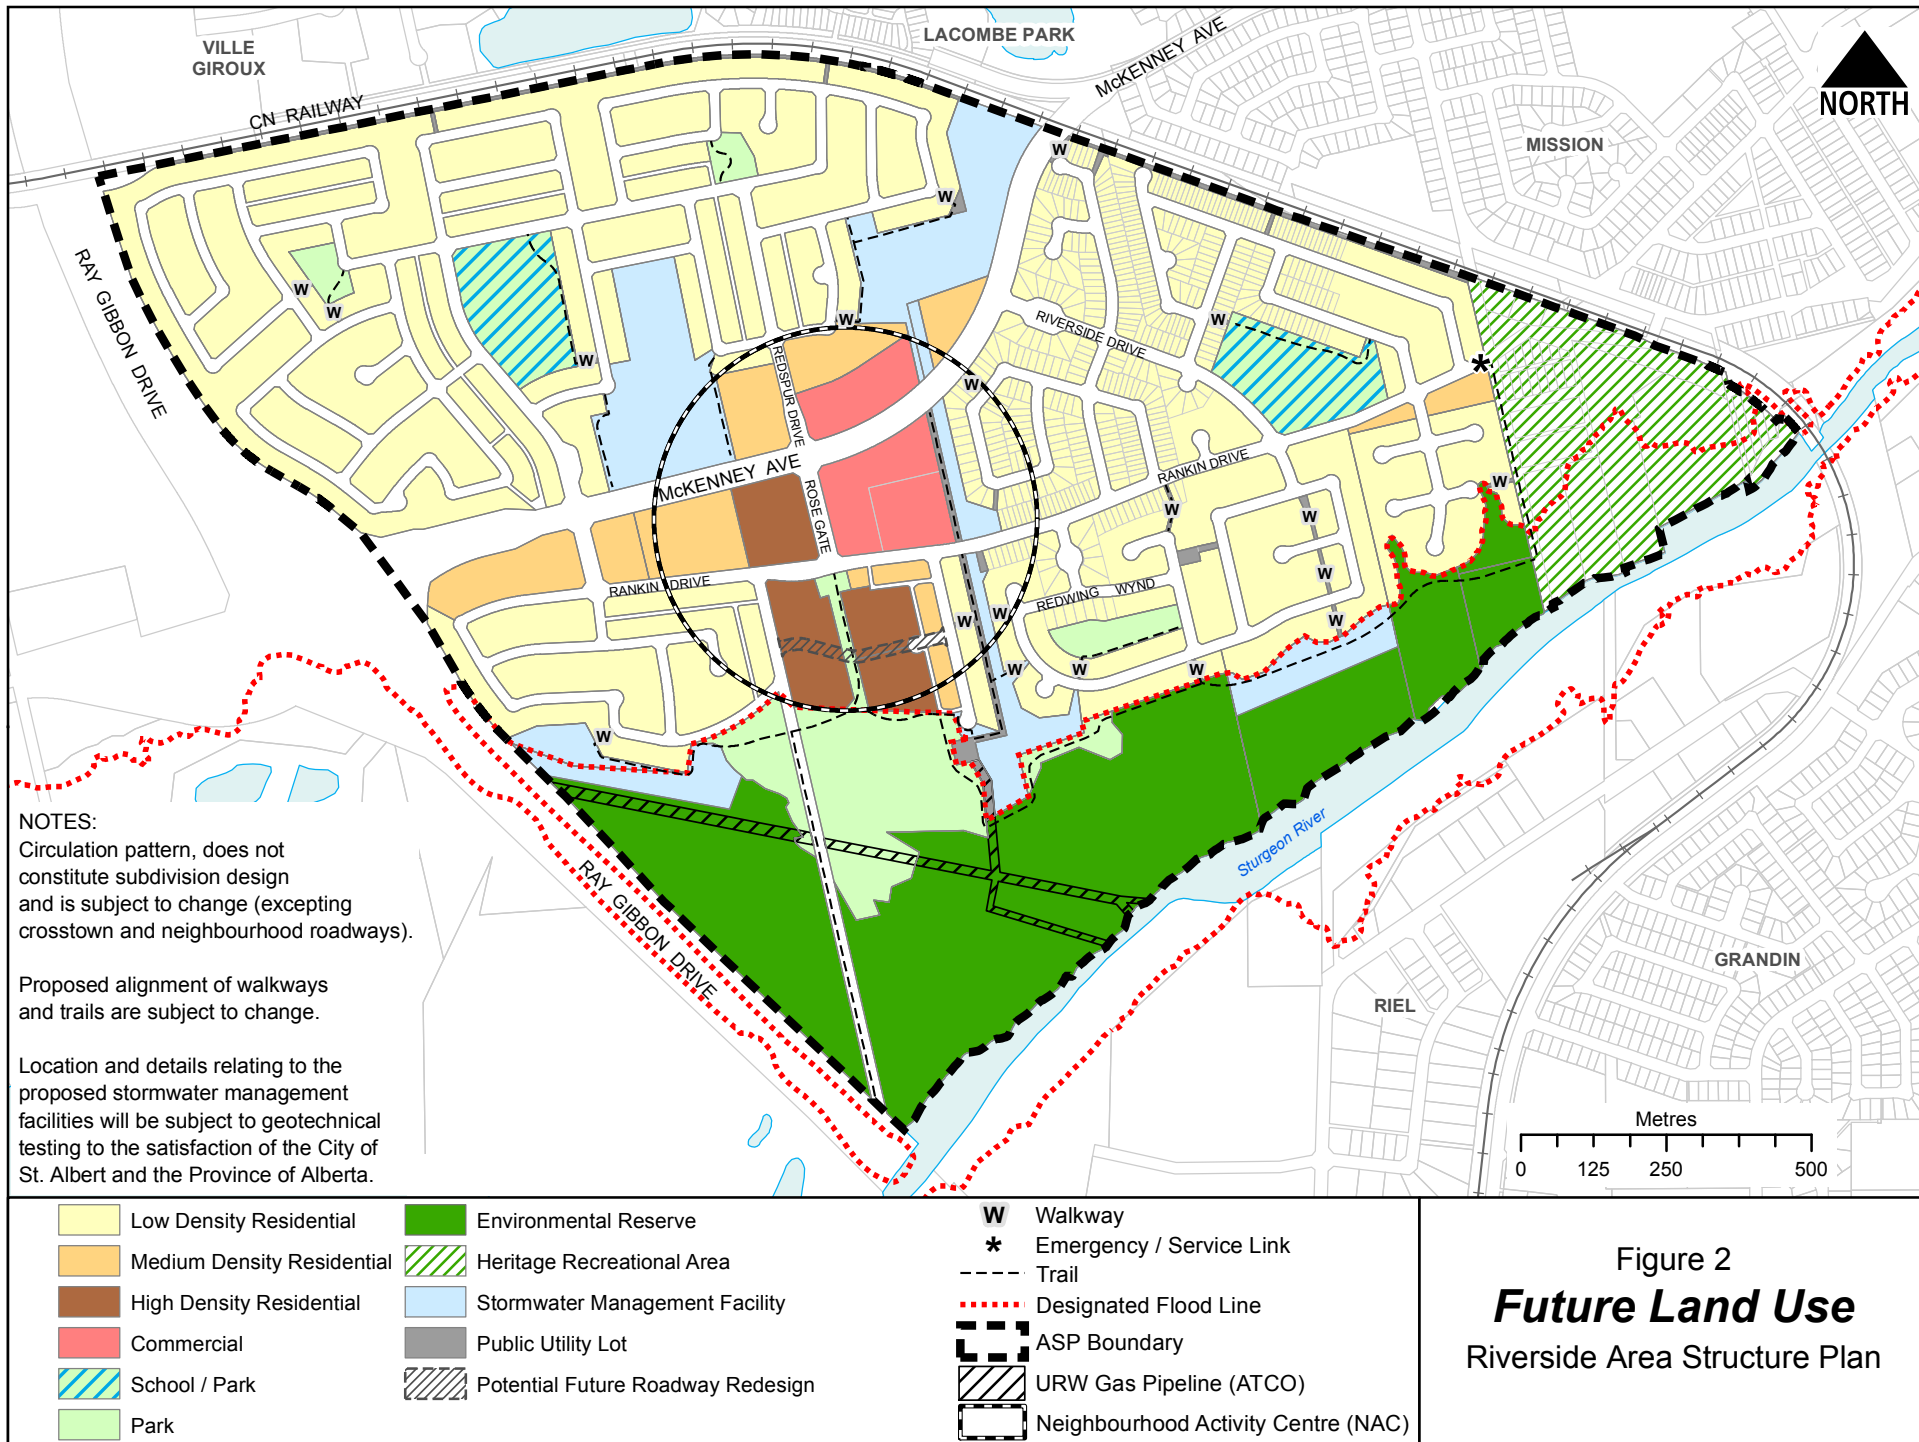 VILLE
GIROUX
LACOMBE PARK
McKENNEY AVE
CN RAILWAY
NORTH
MISSION
RAY GIBBON DRIVE
W
W
W
W
W
W
RIVERSIDE DRIVE
W
W
*
REDSPUR DRIVE
W
McKENNEY AVE
ROSE GATE
RANKIN DRIVE
W
W
W
RANKIN DRIVE
W
REDWING WYND
W
W
W
W
W
W
W
Sturgeon River
RAY GIBBON DRIVE
GRANDIN
RIEL
NOTES:
Circulation pattern, does not
constitute subdivision design
and is subject to change (excepting
crosstown and neighbourhood roadways).
Proposed alignment of walkways
and trails are subject to change.
Location and details relating to the
proposed stormwater management
facilities will be subject to geotechnical
testing to the satisfaction of the City of
St. Albert and the Province of Alberta.
Metres
0 125 250 500
Low Density Residential
Medium Density Residential
High Density Residential
Commercial
School / Park
Park
Environmental Reserve
Heritage Recreational Area
Stormwater Management Facility
Public Utility Lot
Potential Future Roadway Redesign
W Walkway
* Emergency / Service Link
Trail
Designated Flood Line
ASP Boundary
URW Gas Pipeline (ATCO)
Neighbourhood Activity Centre (NAC)
Figure 2
Future Land Use
Riverside Area Structure Plan